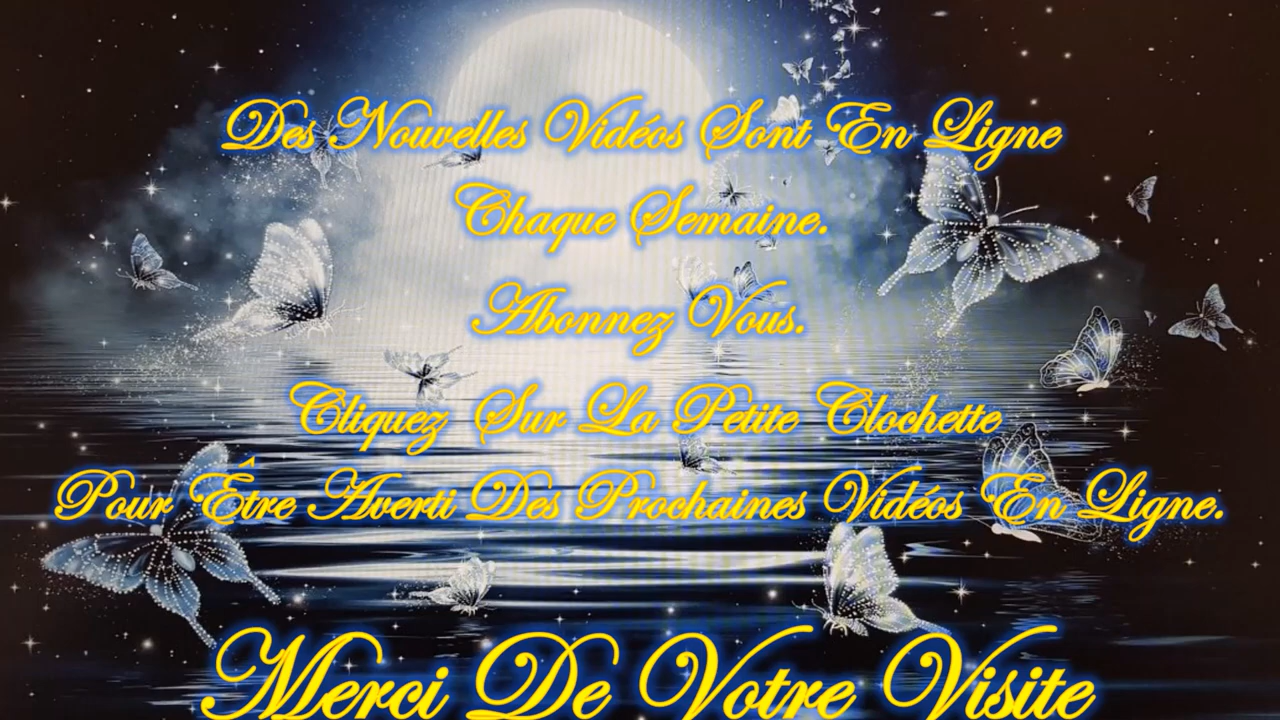 Des Nouvelles Vidéos Sont En Ligne
Chaque Semaine.
Abonnez Vous.
Cliquez Sur La Petite Clochette
Pour Être Averti Des Prochaines Vidéos En Ligne.
Merci De Votre Visite